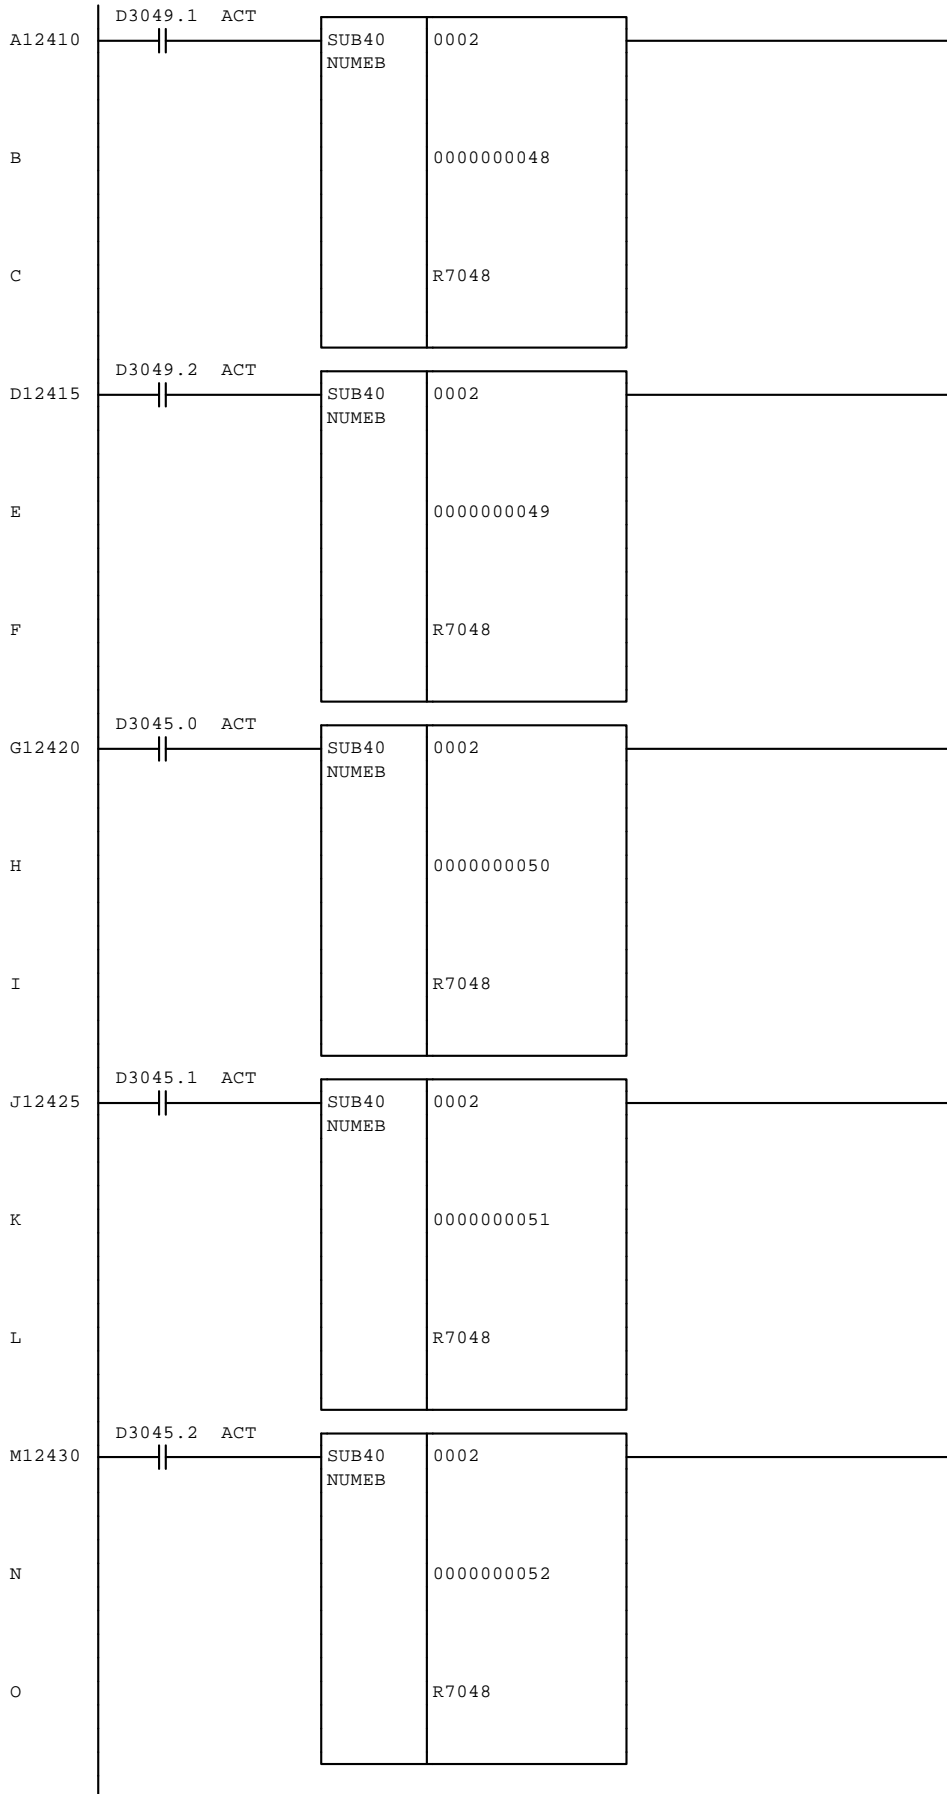 D3049.1 ACT
A12410 SUB40 0002
NUMEB
B 0000000048
C R7048
D3049.2 ACT
D12415 SUB40 0002
NUMEB
E 0000000049
F R7048
D3045.0 ACT
G12420 SUB40 0002
NUMEB
H 0000000050
I R7048
D3045.1 ACT
J12425 SUB40 0002
NUMEB
K 0000000051
L R7048
D3045.2 ACT
M12430 SUB40 0002
NUMEB
N 0000000052
O R7048